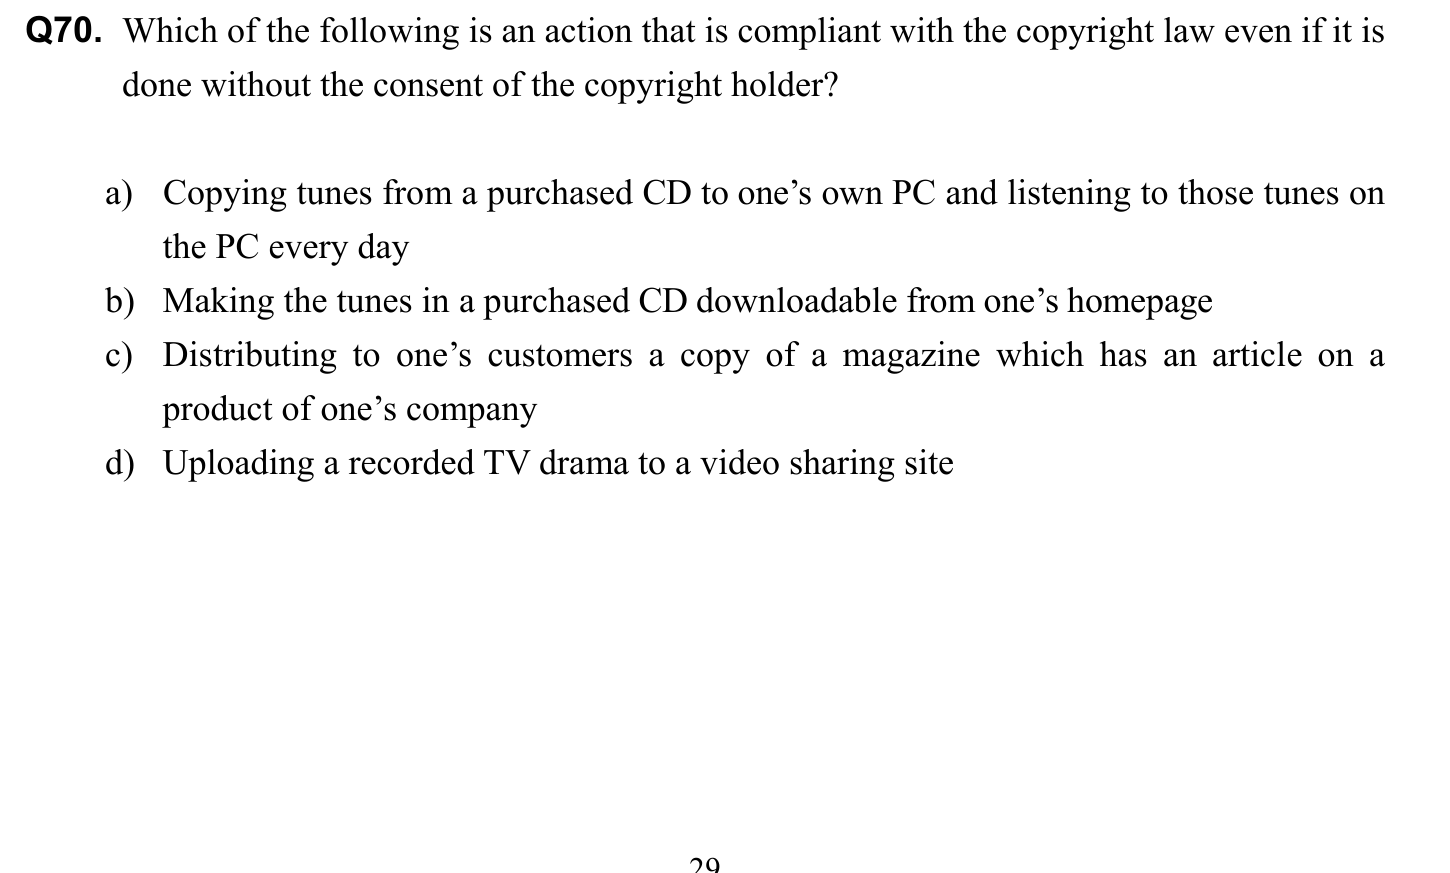 Q70. Which of the following is an action that is compliant with the copyright law even if it is
done without the consent of the copyright holder?
a) Copying tunes from a purchased CD to one’s own PC and listening to those tunes on
the PC every day
b) Making the tunes in a purchased CD downloadable from one’s homepage
c) Distributing to one’s customers a copy of a magazine which has an article on a
product of one’s company
d) Uploading a recorded TV drama to a video sharing site
29